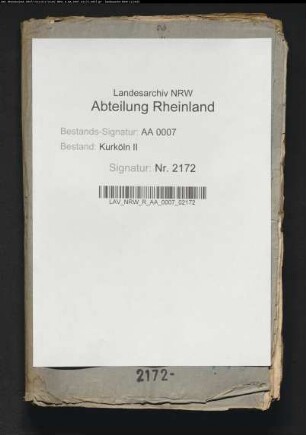 Landesarchiv NRW
Abteilung Rheinland
Bestands-Signatur: AA 0007
Bestand: Kurköln II
Signatur: Nr. 2172
LAV_NRW_R_AA_0007_02172
2172-